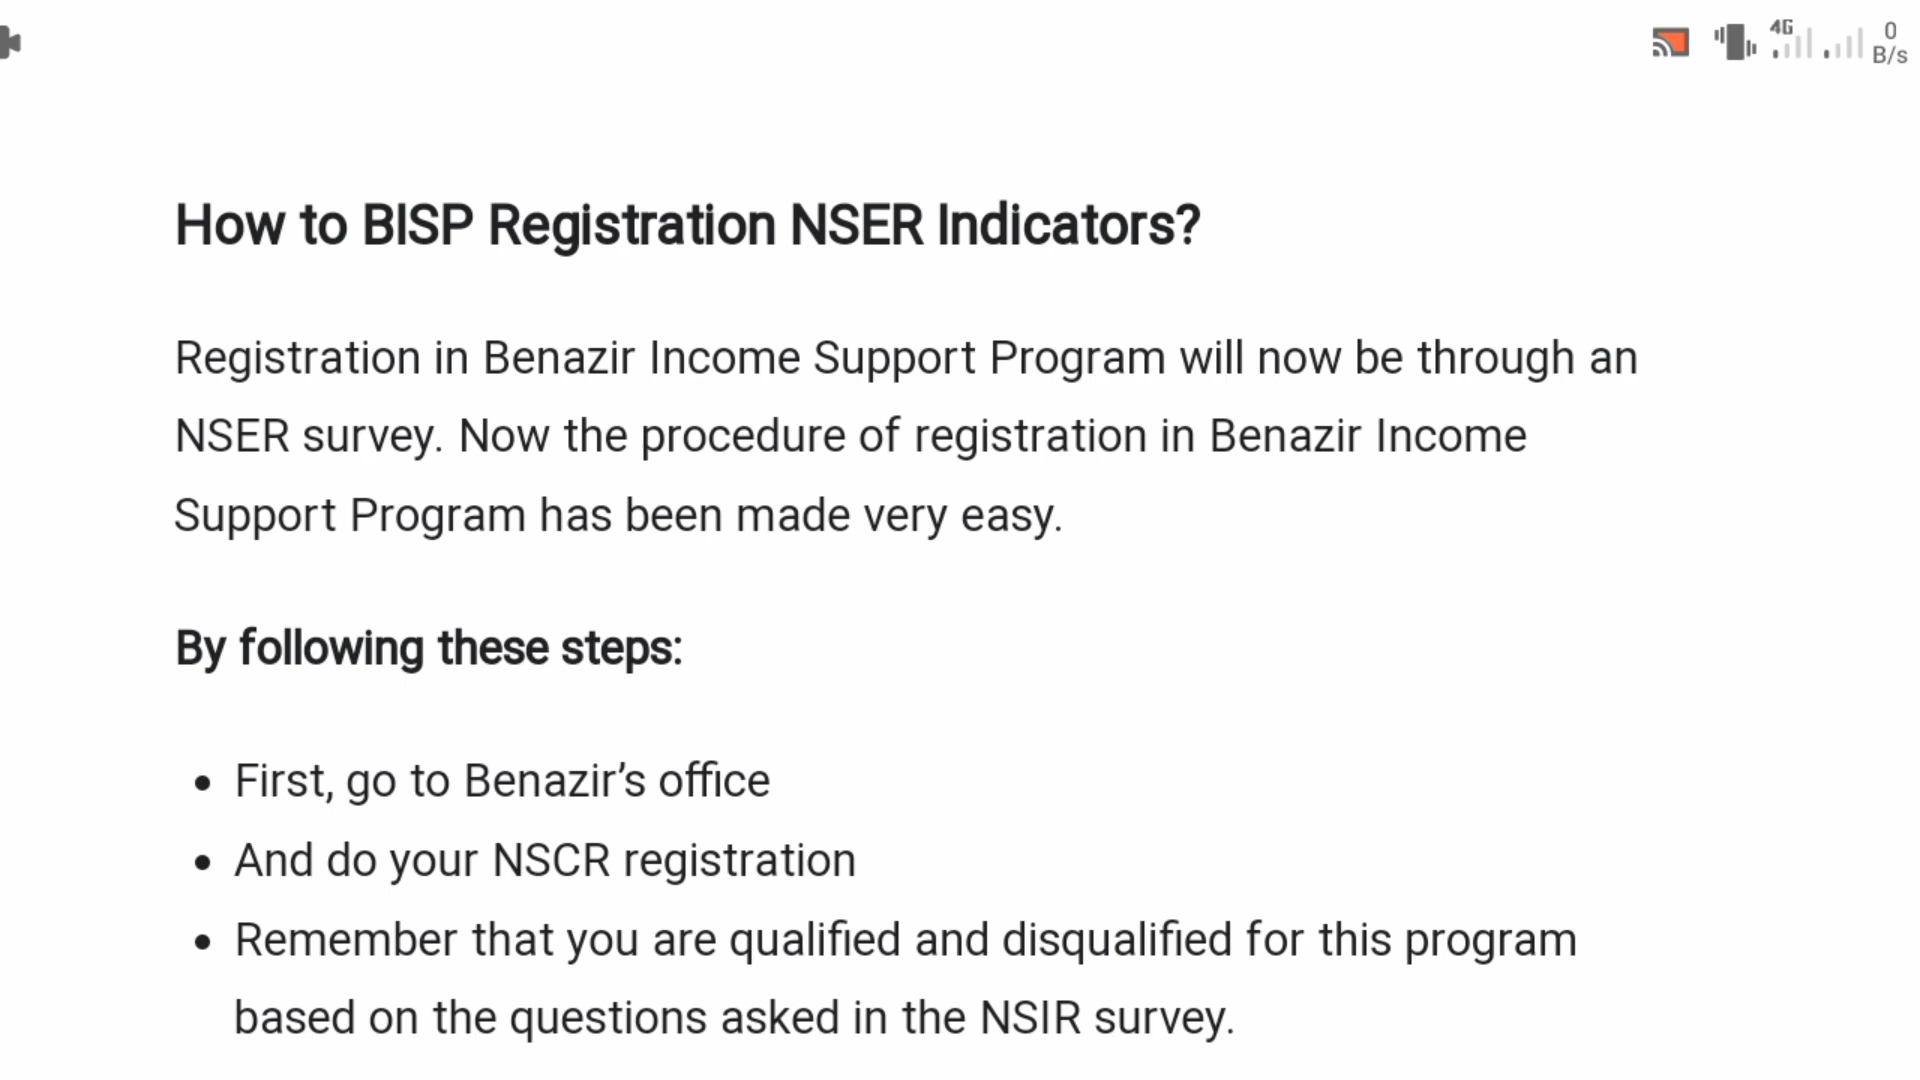 4G
0
B/s
How to BISP Registration NSER Indicators?
Registration in Benazir Income Support Program will now be through an
NSER survey. Now the procedure of registration in Benazir Income
Support Program has been made very easy.
By following these steps:
• First, go to Benazir’s office
• And do your NSCR registration
• Remember that you are qualified and disqualified for this program
based on the questions asked in the NSIR survey.